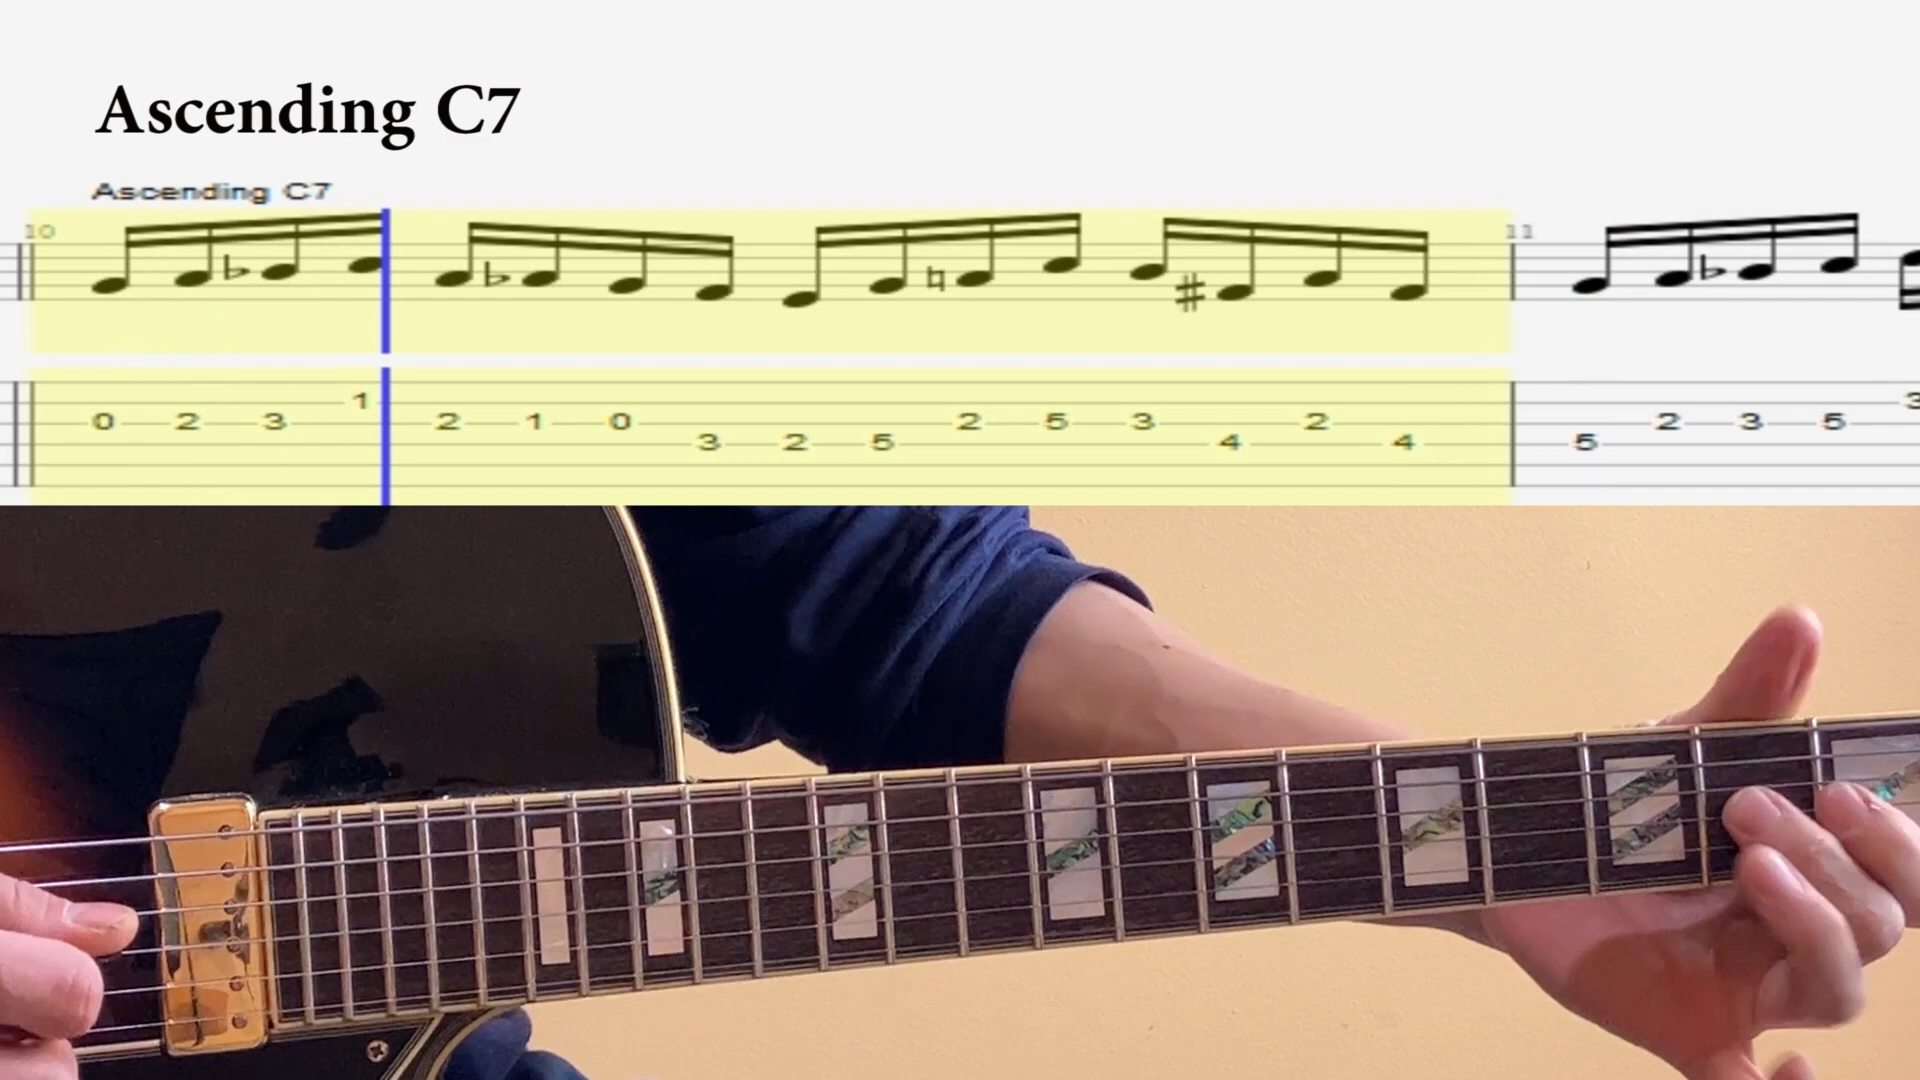 Ascending C7
Ascending C7
10 11
♭ ♭ ♮ ♯ ♭
1 3
0 2 3 2 1 0 2 5 3 2 2 3 5
3 2 5 4 4 5